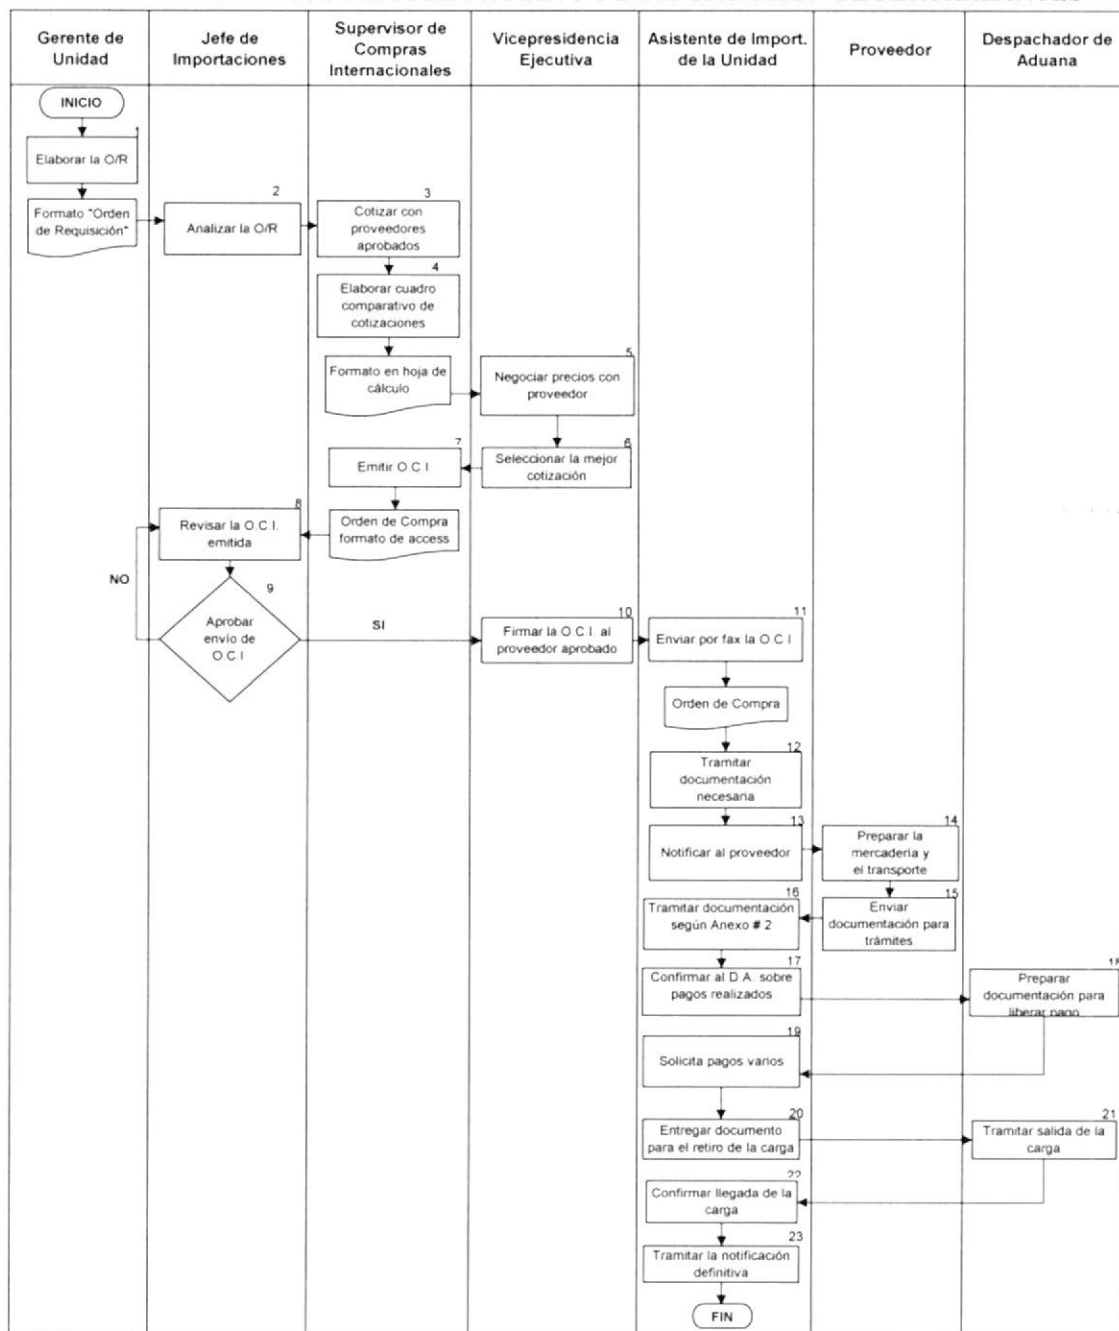 Gerente de
Unidad
Jefe de
Importaciones
Supervisor de
Compras
Internacionales
Vicepresidencia
Ejecutiva
Asistente de Import.
de la Unidad
Proveedor
Despachador de
Aduana
INICIO
1
Elaborar la O/R
Formato "Orden
de Requisición"
2
Analizar la O/R
3
Cotizar con
proveedores
aprobados
4
Elaborar cuadro
comparativo de
cotizaciones
Formato en hoja de
cálculo
5
Negociar precios con
proveedor
6
Seleccionar la mejor
cotización
7
Emitir O.C.I
Orden de Compra
formato de access
8
Revisar la O.C.I.
emitida
NO
9
Aprobar
envío de
O.C.I
SI
10
Firmar la O.C.I. al
proveedor aprobado
11
Enviar por fax la O.C.I
Orden de Compra
12
Tramitar
documentación
necesaria
13
Notificar al proveedor
14
Preparar la
mercadería y
el transporte
15
Enviar
documentación para
trámites
16
Tramitar documentación
según Anexo # 2
17
Confirmar al D.A. sobre
pagos realizados
18
Preparar
documentación para
liberar pago
19
Solicita pagos varios
20
Entregar documento
para el retiro de la carga
21
Tramitar salida de la
carga
22
Confirmar llegada de la
carga
23
Tramitar la notificación
definitiva
FIN